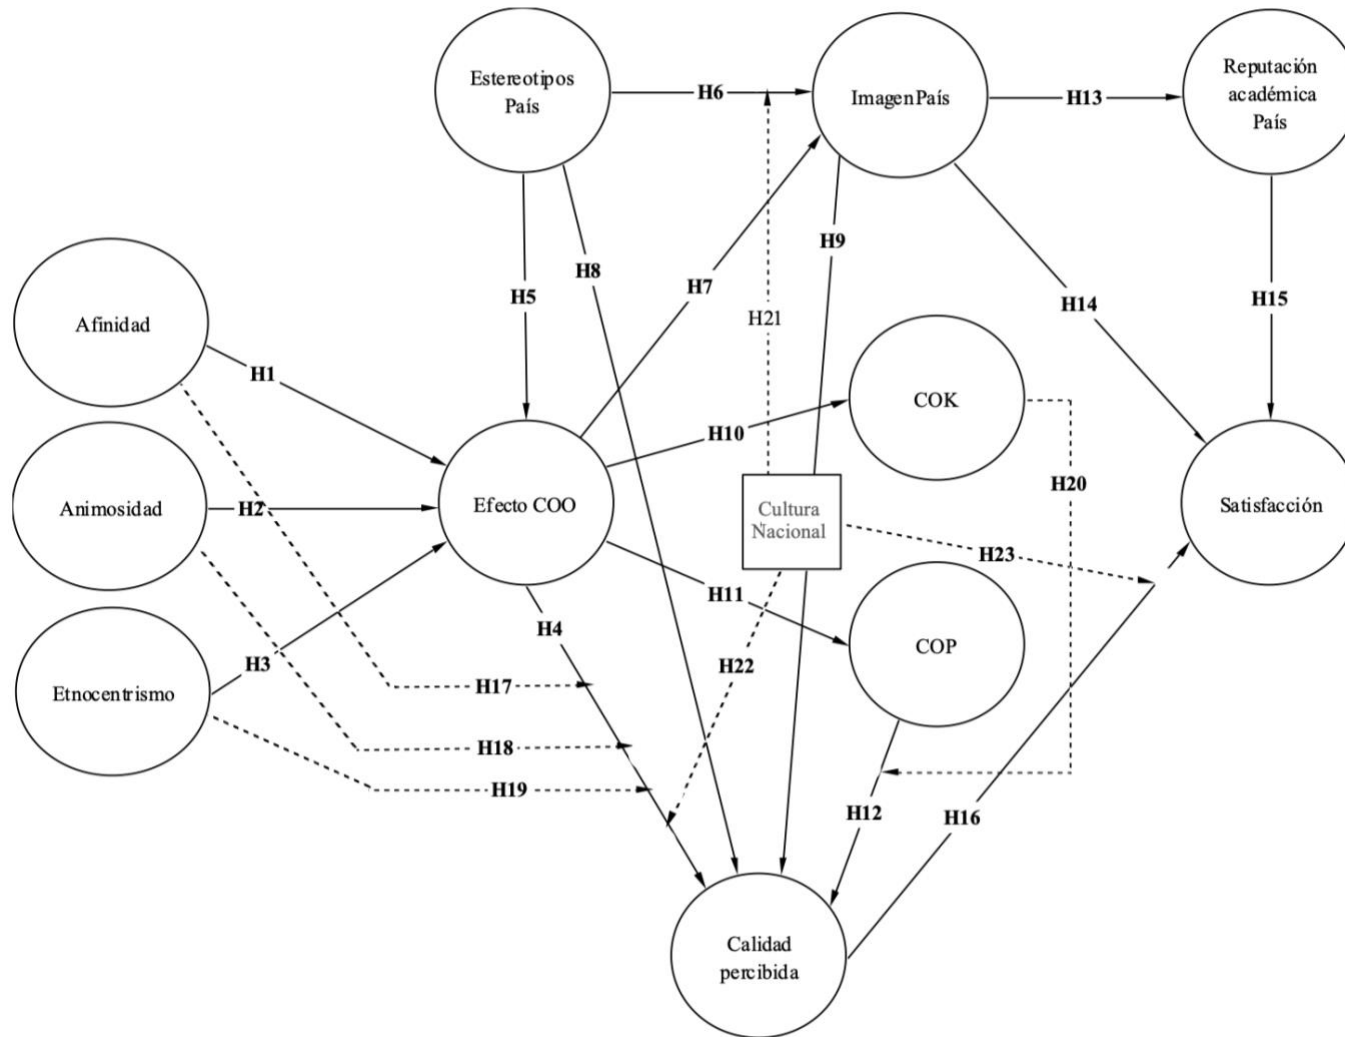 Estereotipos
País
H6
Imagen País
H13
Reputación
académica
País
H9
H8
H7
H5
H21
H14
H15
Afinidad
H1
COK
H10
H20
Animosidad
H2
Efecto COO
Cultura
Nacional
Satisfacción
H23
H11
H4
COP
H3
H22
Etnocentrismo
H17
H18
H19
H12
H16
Calidad
percibida